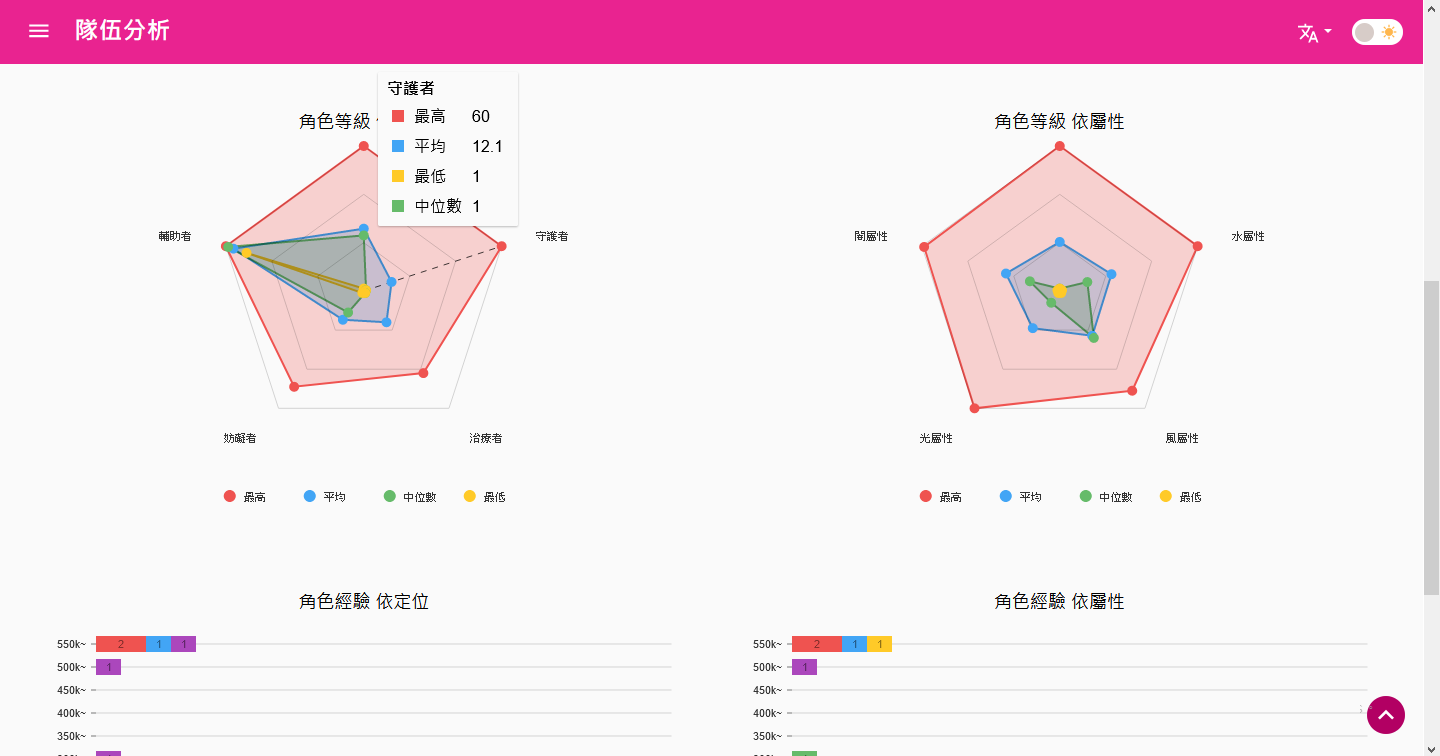 隊伍分析
守護者
最高 60
平均 12.1
最低 1
中位數 1
角色等級
輔助者
守護者
妨礙者
治療者
最高 平均 中位數 最低
角色等級 依屬性
闇屬性
水屬性
光屬性
風屬性
最高 平均 中位數 最低
角色經驗 依定位
550k~ 2 1 1
500k~ 1
450k~
400k~
350k~
角色經驗 依屬性
550k~ 2 1 1
500k~ 1
450k~
400k~
350k~